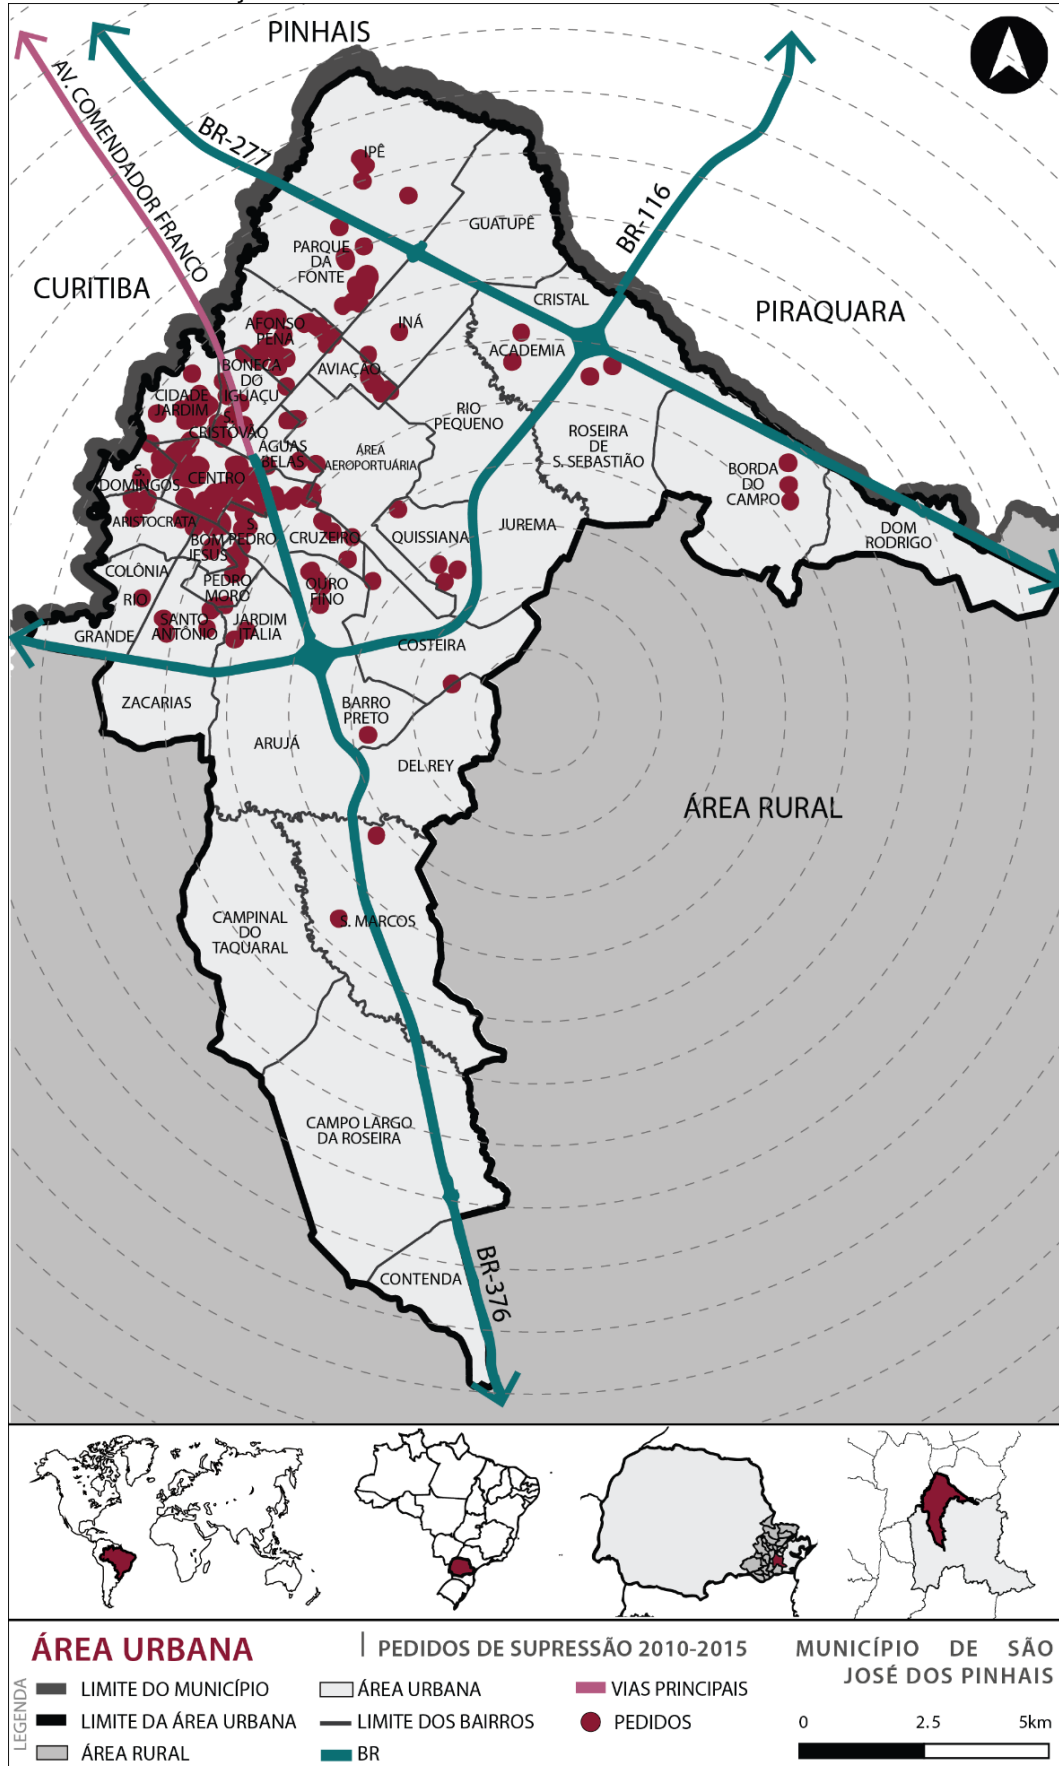 PINHAIS
AV. COMENDADOR FRANCO
BR-277
IPÊ
GUATUPÊ
BR-116
PARQUE
DA
FONTE
CURITIBA
CRISTAL
PIRAQUARA
AFONSO
PENA
INÁ
ACADEMIA
BONECA
DO
IGUAÇU
AVIAÇÃO
CIDADE
JARDIM
RIO
PEQUENO
S.
CRISTOVÃO
ROSEIRA
DE
S. SEBASTIÃO
ÁGUAS
BELAS
ÁREA
AEROPORTUÁRIA
BORDA
DO
CAMPO
S.
DOMINGOS
CENTRO
ARISTOCRATA
S.
PEDRO
BOM
JESUS
CRUZEIRO
QUISSIANA
JUREMA
DOM
RODRIGO
COLÔNIA
RIO
GRANDE
PEDRO
MORO
OURO
FINO
SANTO
ANTÔNIO
JARDIM
ITÁLIA
COSTEIRA
ZACARIAS
BARRO
PRETO
ARUJÁ
DEL REY
ÁREA RURAL
CAMPINAL
DO
TAQUARAL
S. MARCOS
CAMPO LARGO
DA ROSEIRA
BR-376
CONTENDA
ÁREA URBANA
PEDIDOS DE SUPRESSÃO 2010-2015
MUNICÍPIO DE SÃO
JOSÉ DOS PINHAIS
LEGENDA
LIMITE DO MUNICÍPIO
ÁREA URBANA
VIAS PRINCIPAIS
LIMITE DA ÁREA URBANA
LIMITE DOS BAIRROS
PEDIDOS
ÁREA RURAL
BR
0 2.5 5km